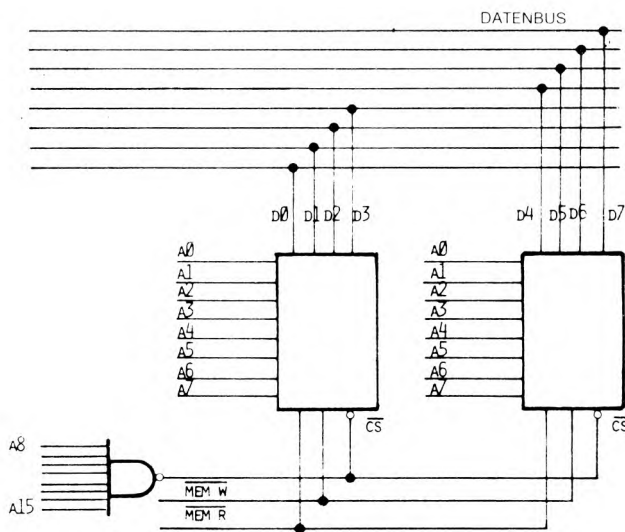 DATENBUS
D0 D1 D2 D3
D4 D5 D6 D7
A0
A1
A2
A3
A4
A5
A6
A7
A0
A1
A2
A3
A4
A5
A6
A7
CS
CS
A8
A15
MEM W
MEM R